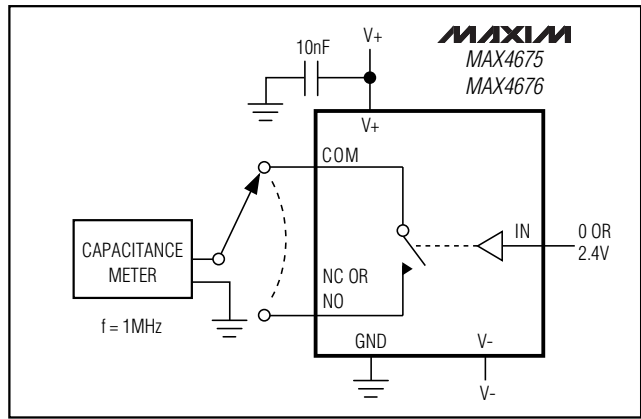 10nF
V+
MAXIM
MAX4675
MAX4676
V+
COM
CAPACITANCE
METER
f = 1MHz
IN
0 OR
2.4V
NC OR
NO
GND
V-
V-